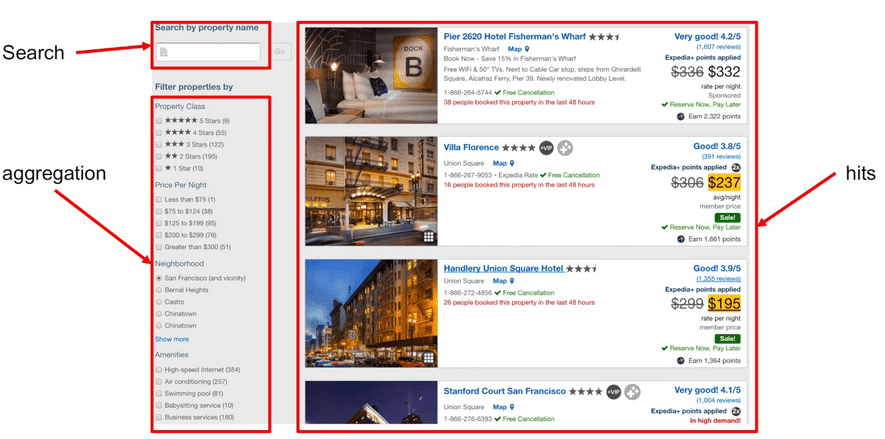 Search
aggregation
hits
Search by property name
Go
Filter properties by
Property Class
5 Stars (9)
4 Stars (55)
3 Stars (122)
2 Stars (195)
1 Star (10)
Price Per Night
Less than $75 (1)
$75 to $124 (38)
$125 to $199 (95)
$200 to $299 (76)
Greater than $300 (51)
Neighborhood
San Francisco (and vicinity)
Bernal Heights
Castro
Chinatown
Chinatown
Show more
Amenities
High-speed Internet (384)
Air conditioning (257)
Swimming pool (81)
Babysitting service (10)
Business services (180)
DOCK
B
Pier 2620 Hotel Fisherman's Wharf
Fisherman's Wharf Map
Book Now - Save 15% in Fisherman's Wharf
Free WiFi & 50" TVs. Next to Cable Car stop, steps from Ghirardelli
Square, Alcatraz Ferry, Pier 39. Newly renovated Lobby Level.
1-866-264-5744 Free Cancellation
38 people booked this property in the last 48 hours
Very good! 4.2/5
(1,607 reviews)
Expedia+ points applied
$336 $332
rate per night
Sponsored
Reserve Now, Pay Later
Earn 2,322 points
Villa Florence +VIP
Union Square Map
1-866-267-9053 • Expedia Rate Free Cancellation
16 people booked this property in the last 48 hours
Good! 3.8/5
(391 reviews)
Expedia+ points applied 2x
$306 $237
avg/night
member price
Sale!
Reserve Now, Pay Later
Earn 1,661 points
Handlery Union Square Hotel
Union Square Map
1-866-272-4856 Free Cancellation
26 people booked this property in the last 48 hours
Good! 3.9/5
(1,355 reviews)
Expedia+ points applied
$299 $195
rate per night
member price
Sale!
Reserve Now, Pay Later
Earn 1,364 points
Stanford Court San Francisco +VIP
Union Square Map
1-866-276-6393 Free Cancellation
Very good! 4.1/5
(1,004 reviews)
Expedia+ points applied 2x
In high demand!